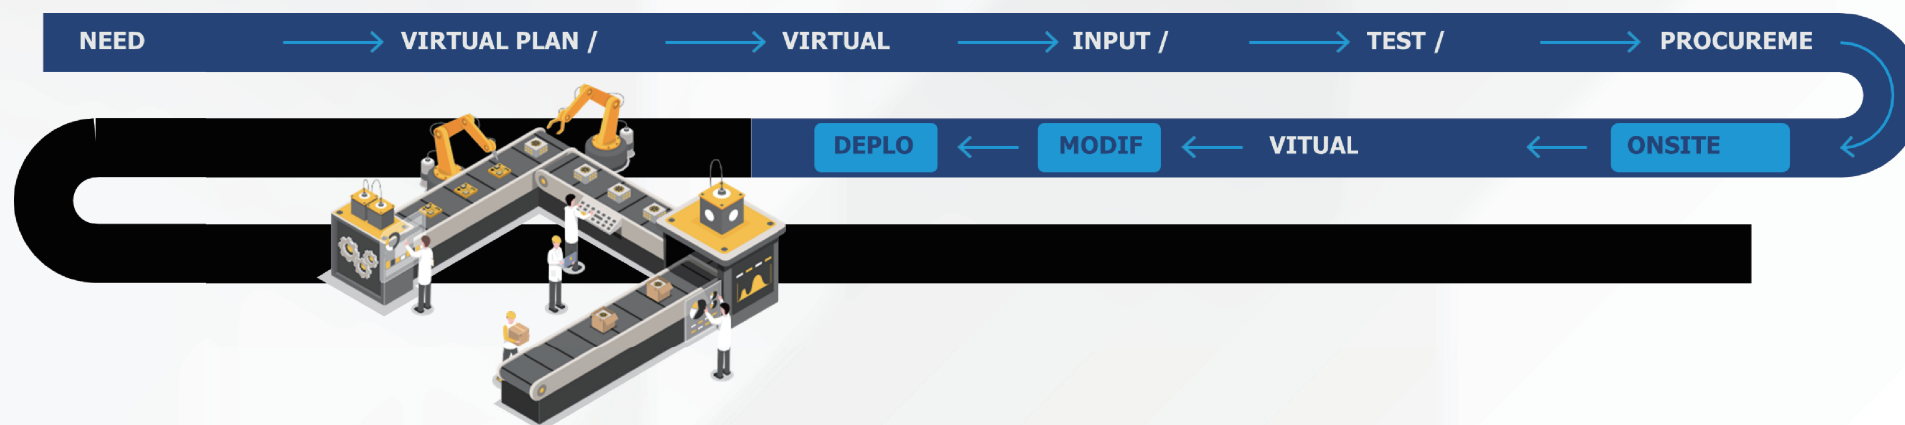 NEED
VIRTUAL PLAN /
VIRTUAL
INPUT /
TEST /
PROCUREME
ONSITE
VITUAL
MODIF
DEPLO